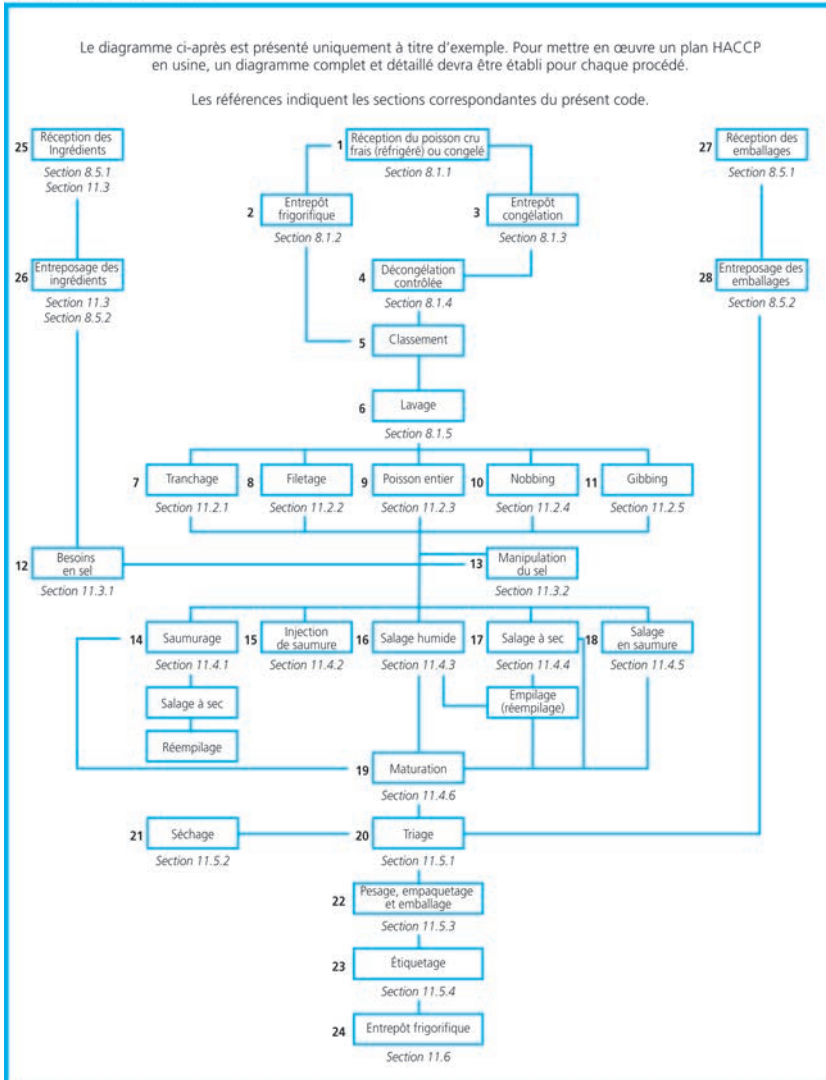 Le diagramme ci-après est présenté uniquement à titre d'exemple. Pour mettre en œuvre un plan HACCP
en usine, un diagramme complet et détaillé devra être établi pour chaque procédé.
Les références indiquent les sections correspondantes du présent code.
25
Réception des
Ingrédients
Section 8.5.1
Section 11.3
1
Réception du poisson cru
frais (réfrigéré) ou congelé
Section 8.1.1
27
Réception des
emballages
Section 8.5.1
2
Entrepôt
frigorifique
Section 8.1.2
3
Entrepôt
congélation
Section 8.1.3
26
Entreposage des
ingrédients
Section 11.3
Section 8.5.2
4
Décongélation
contrôlée
Section 8.1.4
28
Entreposage des
emballages
Section 8.5.2
5
Classement
6
Lavage
Section 8.1.5
7
Tranchage
Section 11.2.1
8
Filetage
Section 11.2.2
9
Poisson entier
Section 11.2.3
10
Nobbing
Section 11.2.4
11
Gibbing
Section 11.2.5
12
Besoins
en sel
Section 11.3.1
13
Manipulation
du sel
Section 11.3.2
14
Saumurage
Section 11.4.1
15
Injection
de saumure
Section 11.4.2
16
Salage humide
Section 11.4.3
17
Salage à sec
Section 11.4.4
18
Salage
en saumure
Section 11.4.5
Salage à sec
Empilage
(réempilage)
Réempilage
19
Maturation
Section 11.4.6
21
Séchage
Section 11.5.2
20
Triage
Section 11.5.1
22
Pesage, empaquetage
et emballage
Section 11.5.3
23
Étiquetage
Section 11.5.4
24
Entrepôt frigorifique
Section 11.6